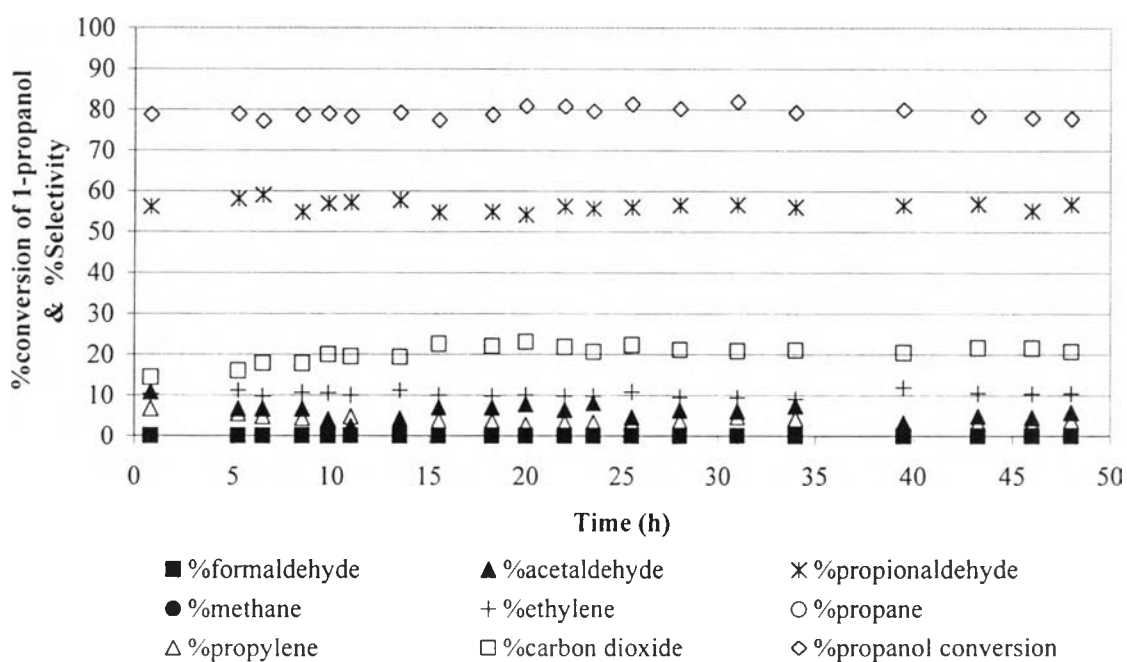 100
90
80
70
60
50
40
30
20
10
0
%conversion of 1-propanol
& %Selectivity
0 5 10 15 20 25 30 35 40 45 50
Time (h)
%formaldehyde %acetaldehyde %propionaldehyde
%methane %ethylene %propane
%propylene %carbon dioxide %propanol conversion